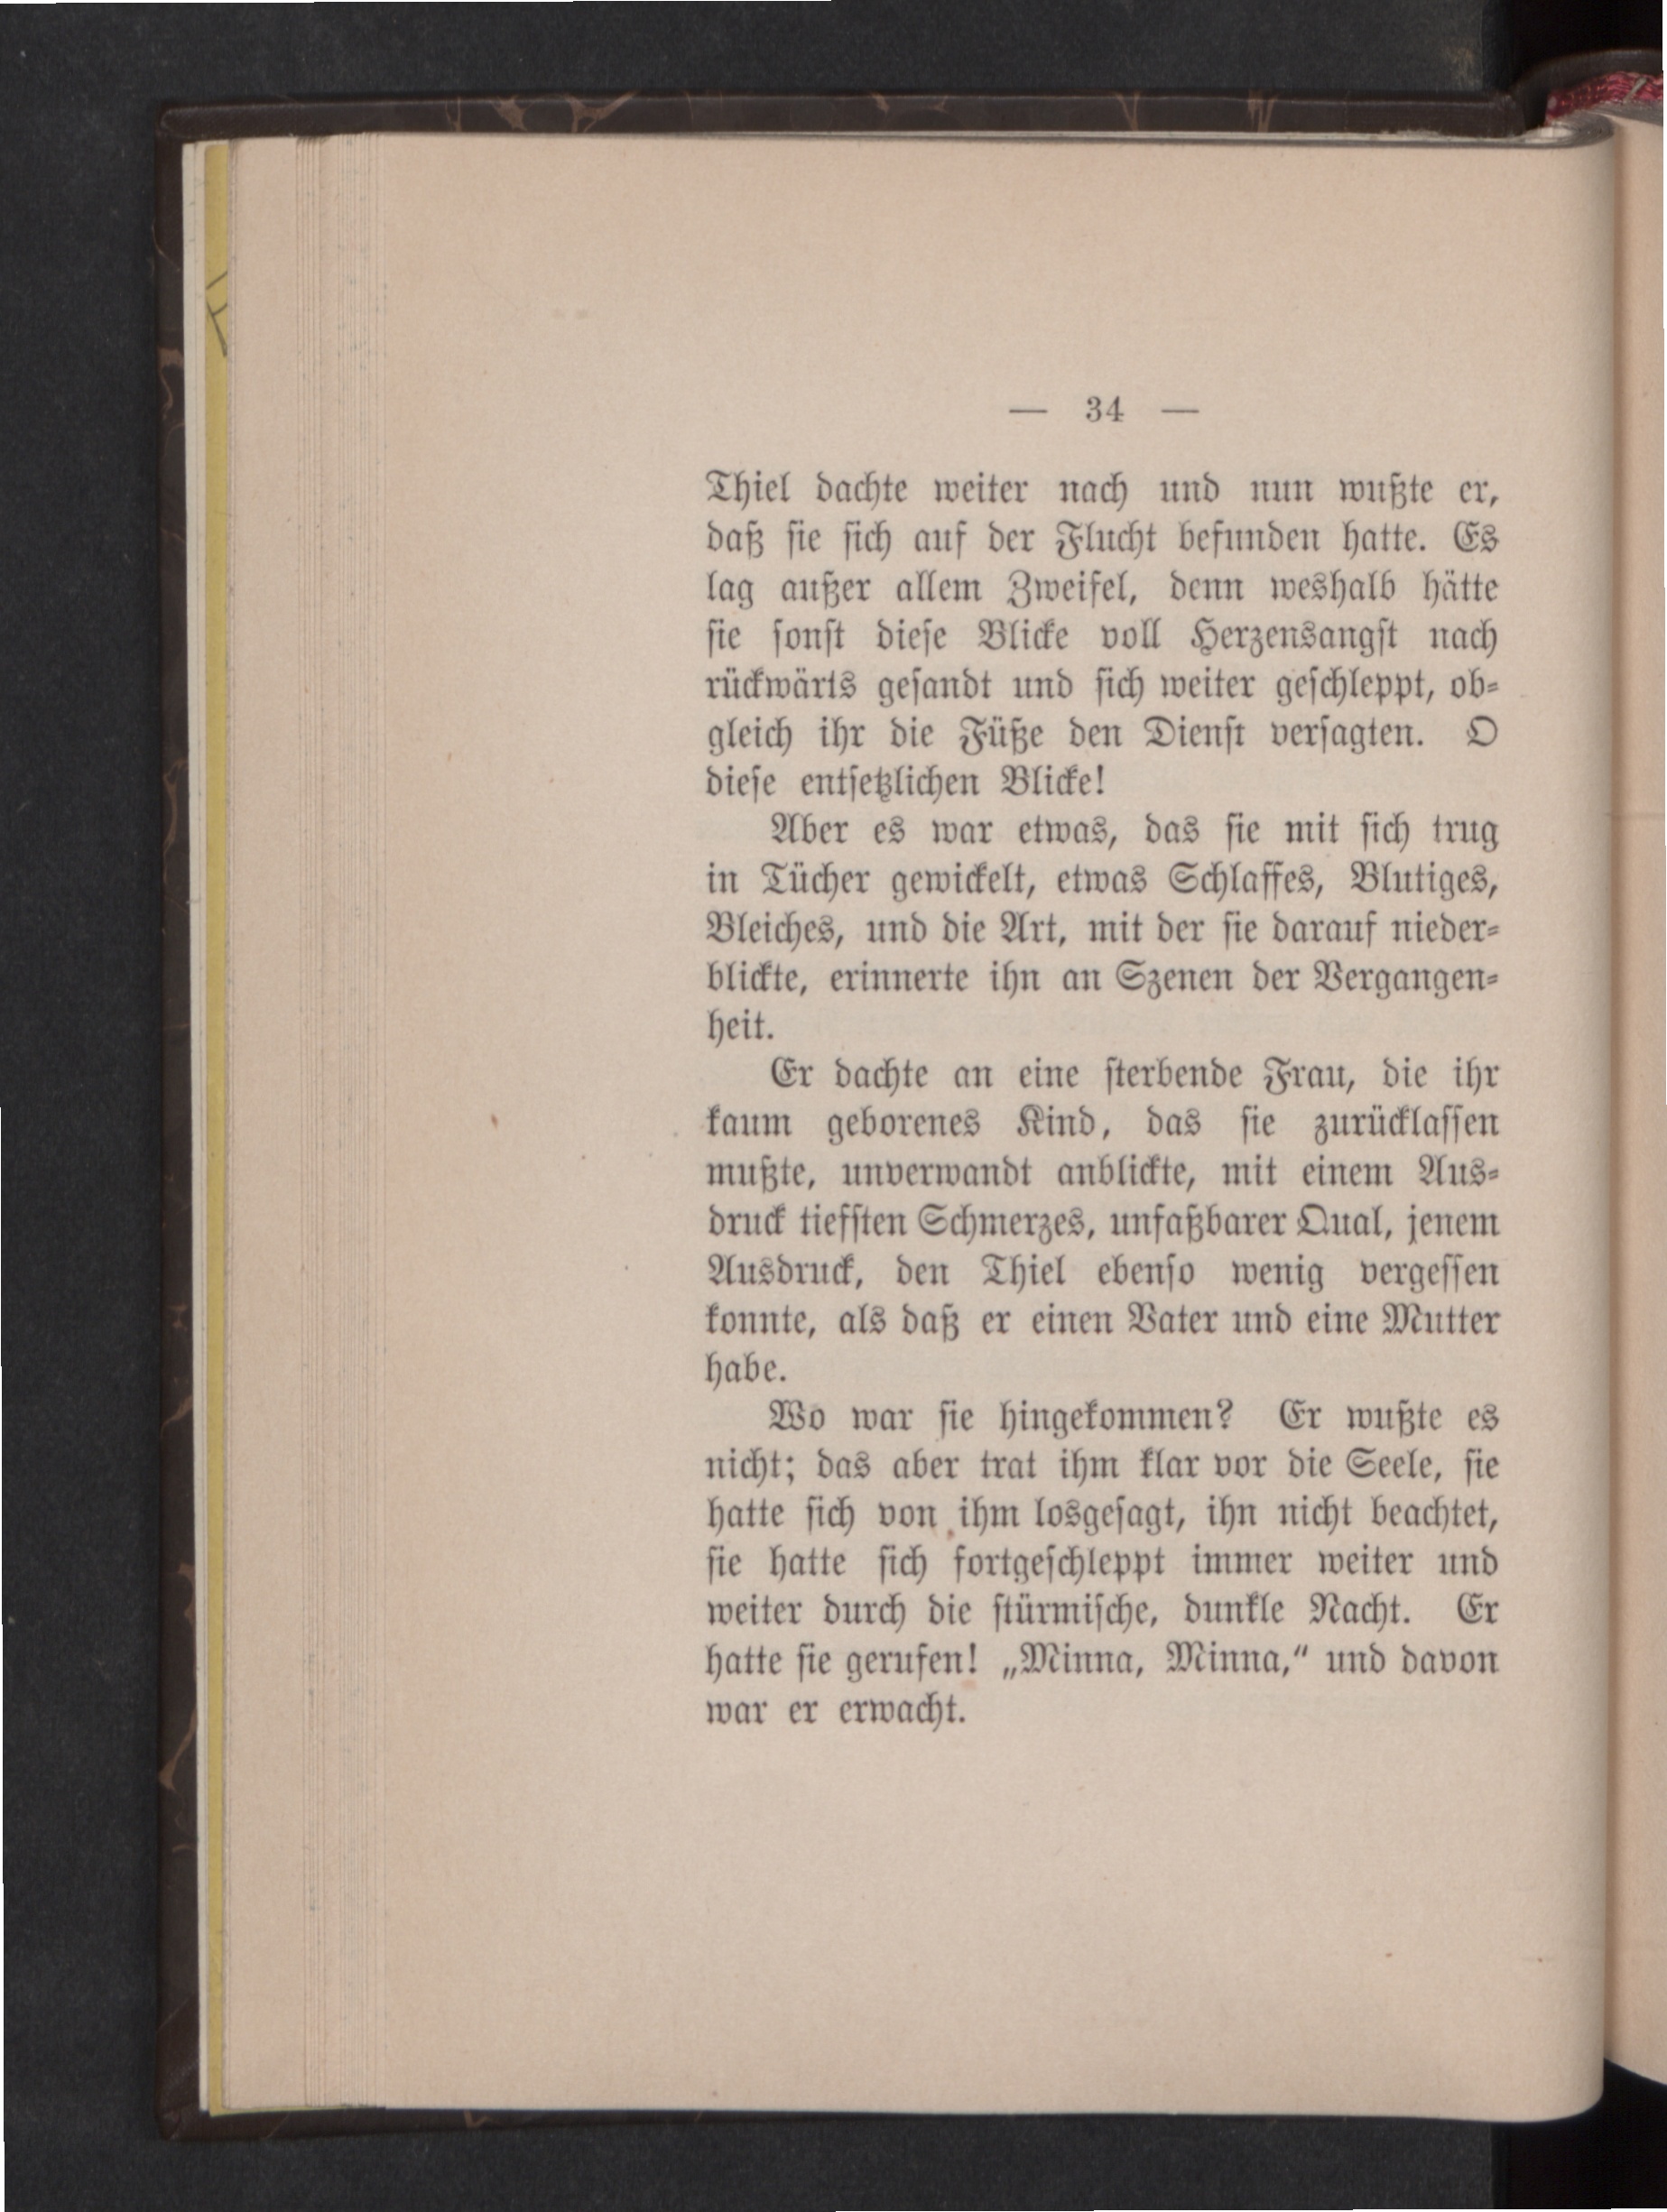 — 34 —
Thiel dachte weiter nach und nun wußte er,
daß sie sich auf der Flucht befunden hatte. Es
lag außer allem Zweifel, denn weshalb hätte
sie sonst diese Blicke voll Herzensangst nach
rückwärts gesandt und sich weiter geschleppt, ob-
gleich ihr die Füße den Dienst versagten. O
diese entsetzlichen Blicke!
Aber es war etwas, das sie mit sich trug
in Tücher gewickelt, etwas Schlaffes, Blutiges,
Bleiches, und die Art, mit der sie darauf nieder-
blickte, erinnerte ihn an Szenen der Vergangen-
heit.
Er dachte an eine sterbende Frau, die ihr
kaum geborenes Kind, das sie zurücklassen
mußte, unverwandt anblickte, mit einem Aus-
druck tiefsten Schmerzes, unfaßbarer Qual, jenem
Ausdruck, den Thiel ebenso wenig vergessen
konnte, als daß er einen Vater und eine Mutter
habe.
Wo war sie hingekommen? Er wußte es
nicht; das aber trat ihm klar vor die Seele, sie
hatte sich von ihm losgesagt, ihn nicht beachtet,
sie hatte sich fortgeschleppt immer weiter und
weiter durch die stürmische, dunkle Nacht. Er
hatte sie gerufen! „Minna, Minna,“ und davon
war er erwacht.